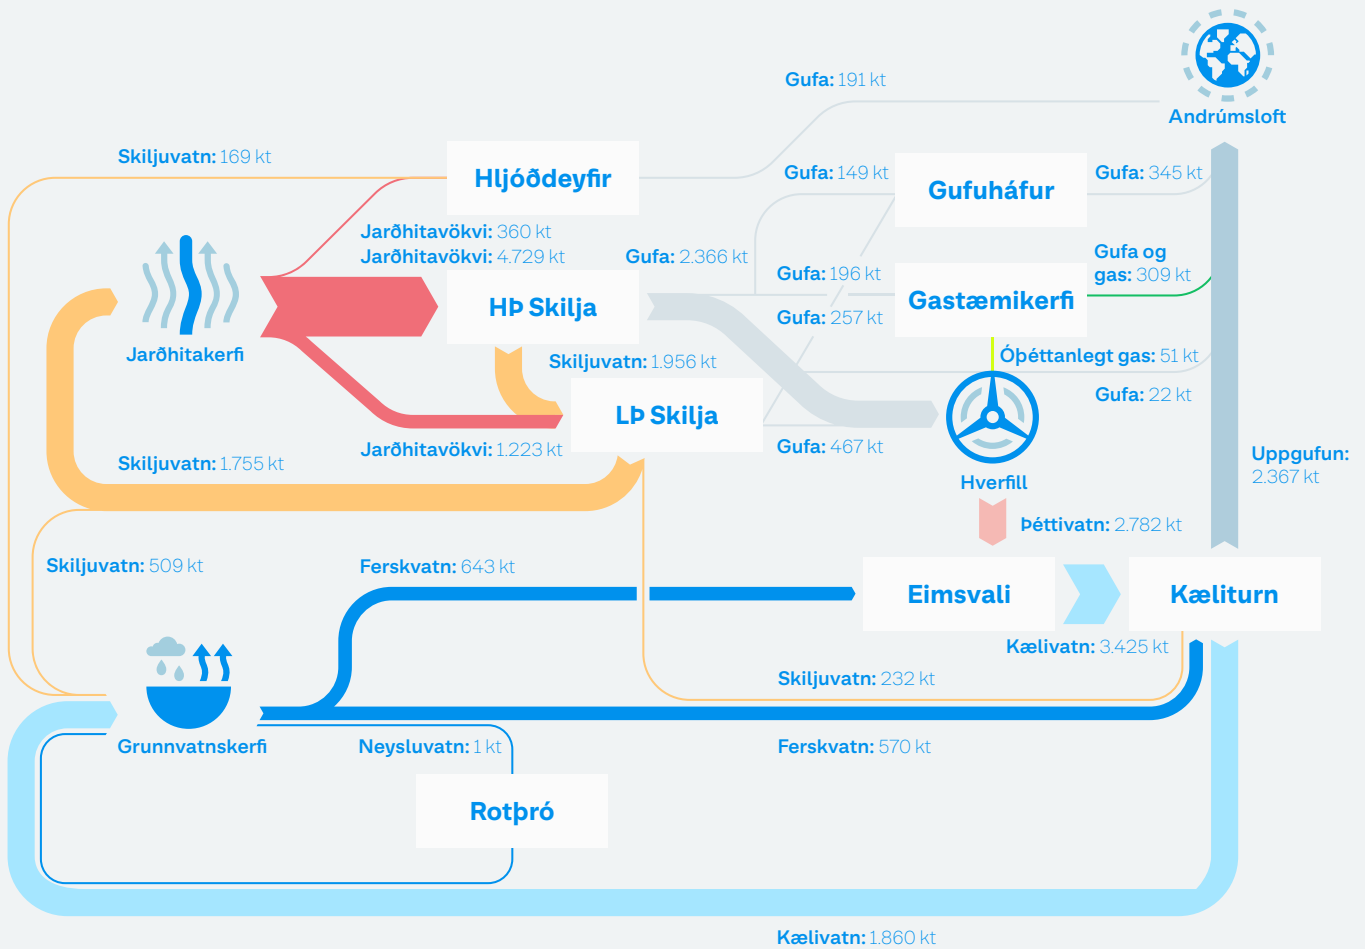 Gufa: 191 kt
Andrúmsloft
Skiljuvatn: 169 kt
Hljóðdeyfir
Gufa: 149 kt
Gufuháfur
Gufa: 345 kt
Jarðhitavökvi: 360 kt
Jarðhitavökvi: 4.729 kt
Gufa: 2.366 kt
Gufa og
gas: 309 kt
Gufa: 196 kt
HÞ Skilja
Gastæmikerfi
Gufa: 257 kt
Jarðhitakerfi
Skiljuvatn: 1.956 kt
Óþéttanlegt gas: 51 kt
Gufa: 22 kt
LÞ Skilja
Jarðhitavökvi: 1.223 kt
Gufa: 467 kt
Skiljuvatn: 1.755 kt
Hverfill
Uppgufun:
2.367 kt
Þéttivatn: 2.782 kt
Skiljuvatn: 509 kt
Ferskvatn: 643 kt
Eimsvali
Kæliturn
Kælivatn: 3.425 kt
Skiljuvatn: 232 kt
Grunnvatnskerfi
Neysluvatn: 1 kt
Ferskvatn: 570 kt
Rotþró
Kælivatn: 1.860 kt